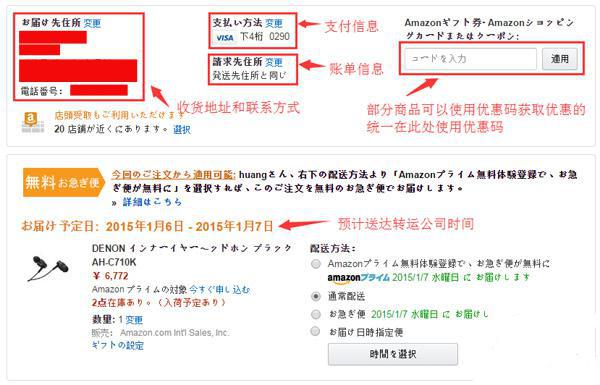 お届け先住所 変更
電話番号:
収货地址和联系方式
店頭受取もご利用いただけます
20 店舗が近くにあります。 選択
支払い方法 変更
VISA 下4桁 0290
支付信息
請求先住所 変更
発送先住所と同じ
账单信息
Amazonギフト券·Amazonショッピン
グカードまたはクーポン:
コードを入力
適用
部分商品可以使用优惠码获取优惠的
统一在此处使用优惠码
無料お急ぎ便
今回のご注文から適用可能: huangさん、右下の配送方法より「Amazonプライム無料体験登録で、お急
ぎ便が無料に」を選択すれば、このご注文を無料のお急ぎ便でお届けします。
» 詳細はこちら
お届け予定日: 2015年1月6日 - 2015年1月7日
预计送达转运公司时间
DENON インナーイヤーヘッドホン ブラック
AH-C710K
¥ 6,772
Amazon プライムの対象 今すぐ申し込む
2点在庫あり。(入荷予定あり)
数量: 1 変更
販売: Amazon.com Int'l Sales, Inc.
ギフトの設定
配送方法:
Amazonプライム無料体験登録で、お急ぎ便が無料に
amazonプライム 2015/1/7 水曜日 に お届けします
通常配送
お急ぎ便 2015/1/7 水曜日 に お届けし
お届け日時指定便
時間を選択